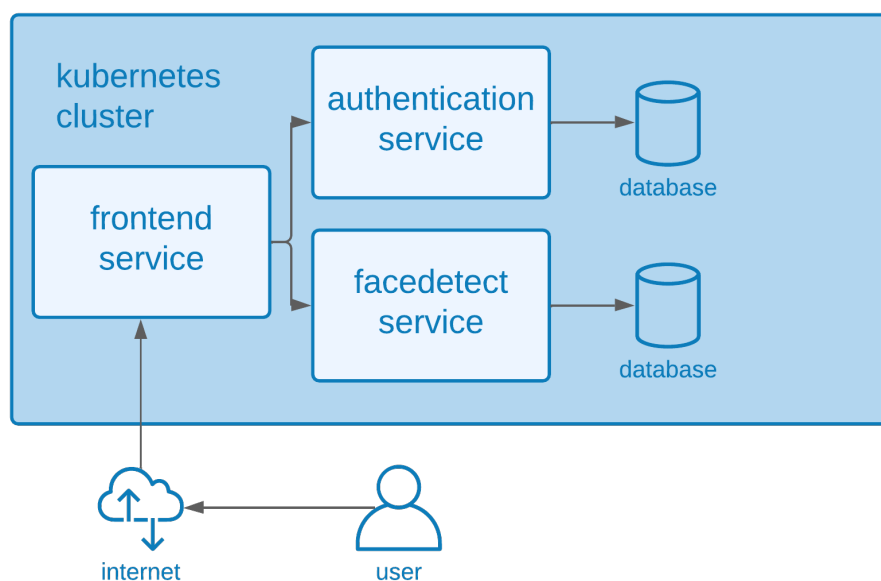 kubernetes
cluster
authentication
service
database
frontend
service
facedetect
service
database
internet
user